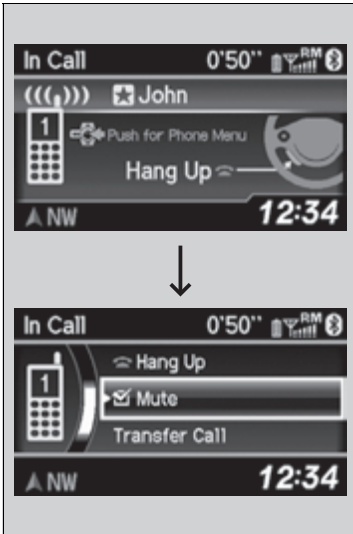 In Call 0'50'' RM
John
1 Push for Phone Menu
Hang Up
NW 12:34
In Call 0'50'' RM
Hang Up
1 Mute
Transfer Call
NW 12:34